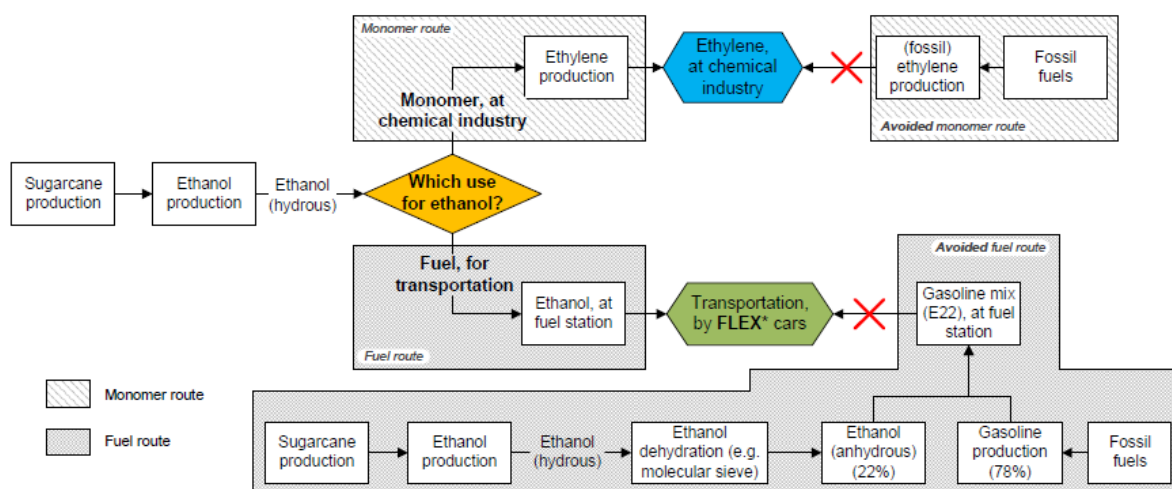 Monomer route
Ethylene
production
Monomer, at
chemical industry
Ethylene,
at chemical
industry
(fossil)
ethylene
production
Fossil
fuels
Avoided monomer route
Sugarcane
production
Ethanol
production
Ethanol
(hydrous)
Which use
for ethanol?
Fuel, for
transportation
Ethanol, at
fuel station
Fuel route
Transportation,
by FLEX* cars
Avoided fuel route
Gasoline mix
(E22), at fuel
station
Monomer route
Fuel route
Sugarcane
production
Ethanol
production
Ethanol
(hydrous)
Ethanol
dehydration (e.g.
molecular sieve)
Ethanol
(anhydrous)
(22%)
Gasoline
production
(78%)
Fossil
fuels